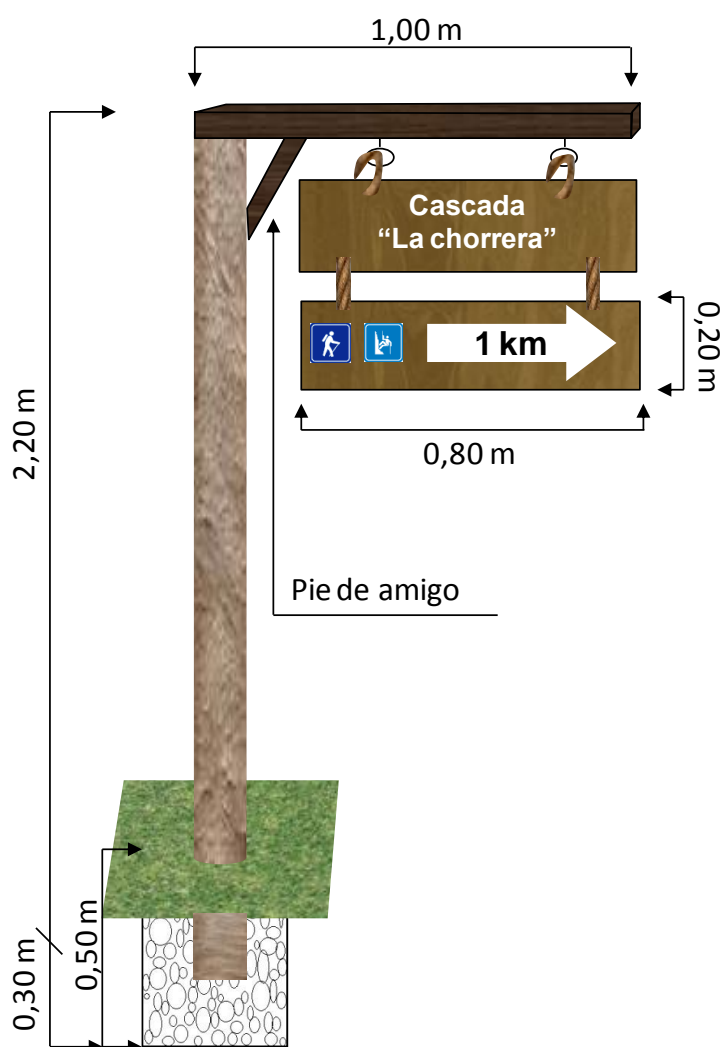 1,00 m
Cascada
“La chorrera”
1 km
0,20 m
0,80 m
2,20 m
Pie de amigo
0,50 m
0,30 m